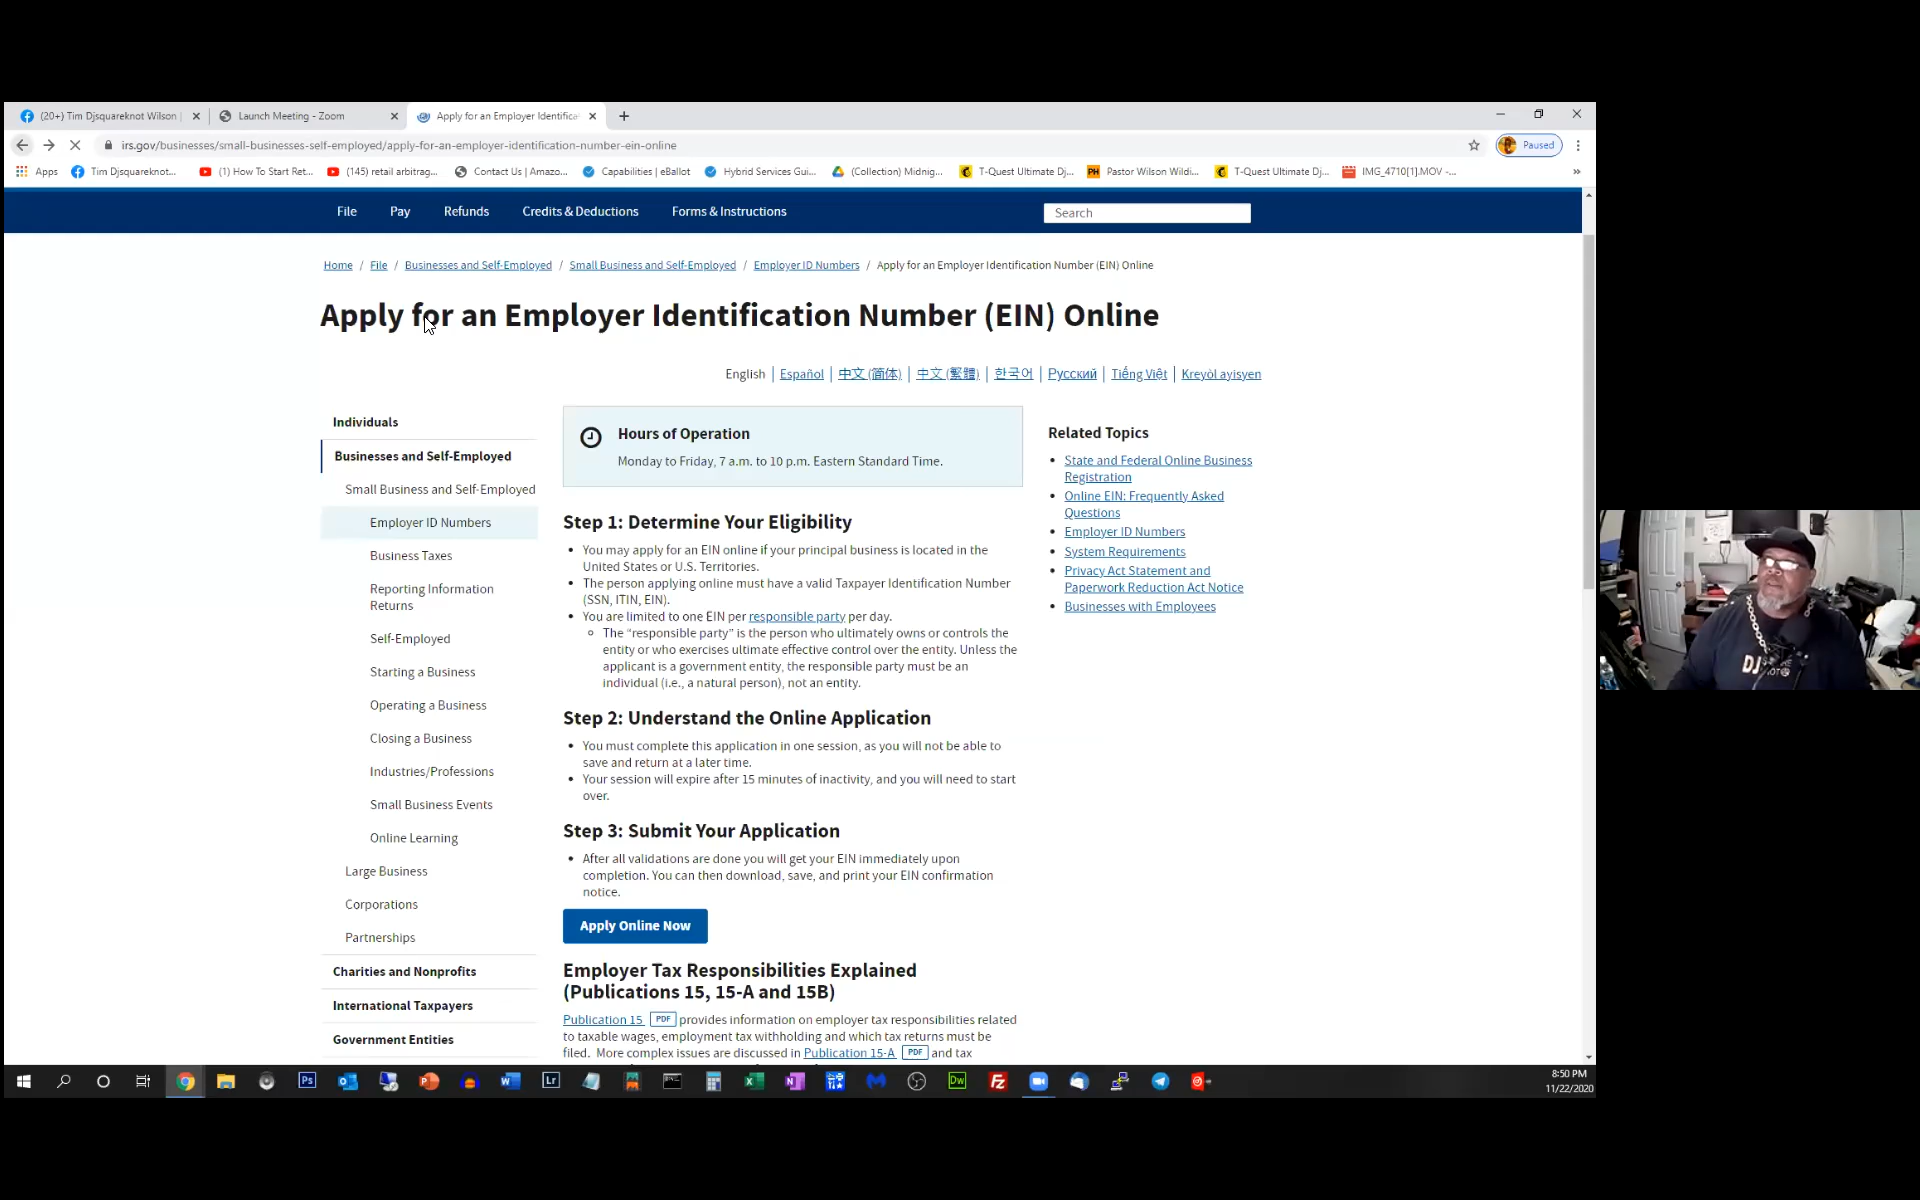 (20+) Tim Djsquareknot Wilson
Launch Meeting - Zoom
Apply for an Employer Identifica
irs.gov/businesses/small-businesses-self-employed/apply-for-an-employer-identification-number-ein-online
Paused
Apps
Tim Djsquareknot...
(1) How To Start Ret...
(145) retail arbitrag...
Contact Us | Amazo...
Capabilities | eBallot
Hybrid Services Gui...
(Collection) Midnig...
T-Quest Ultimate Dj...
PH
Pastor Wilson Wildi...
T-Quest Ultimate Dj...
IMG_4710[1].MOV -...
File
Pay
Refunds
Credits & Deductions
Forms & Instructions
Search
Home / File / Businesses and Self-Employed / Small Business and Self-Employed / Employer ID Numbers / Apply for an Employer Identification Number (EIN) Online
Apply for an Employer Identification Number (EIN) Online
English | Español | 中文 (简体) | 中文 (繁體) | 한국어 | Русский | Tiếng Việt | Kreyòl ayisyen
Individuals
Businesses and Self-Employed
Small Business and Self-Employed
Employer ID Numbers
Business Taxes
Reporting Information
Returns
Self-Employed
Starting a Business
Operating a Business
Closing a Business
Industries/Professions
Small Business Events
Online Learning
Large Business
Corporations
Partnerships
Charities and Nonprofits
International Taxpayers
Government Entities
Hours of Operation
Monday to Friday, 7 a.m. to 10 p.m. Eastern Standard Time.
Step 1: Determine Your Eligibility
• You may apply for an EIN online if your principal business is located in the
United States or U.S. Territories.
• The person applying online must have a valid Taxpayer Identification Number
(SSN, ITIN, EIN).
• You are limited to one EIN per responsible party per day.
The “responsible party” is the person who ultimately owns or controls the
entity or who exercises ultimate effective control over the entity. Unless the
applicant is a government entity, the responsible party must be an
individual (i.e., a natural person), not an entity.
Step 2: Understand the Online Application
• You must complete this application in one session, as you will not be able to
save and return at a later time.
• Your session will expire after 15 minutes of inactivity, and you will need to start
over.
Step 3: Submit Your Application
• After all validations are done you will get your EIN immediately upon
completion. You can then download, save, and print your EIN confirmation
notice.
Apply Online Now
Employer Tax Responsibilities Explained
(Publications 15, 15-A and 15B)
Publication 15 PDF provides information on employer tax responsibilities related
to taxable wages, employment tax withholding and which tax returns must be
filed. More complex issues are discussed in Publication 15-A PDF and tax
Related Topics
• State and Federal Online Business
Registration
• Online EIN: Frequently Asked
Questions
• Employer ID Numbers
• System Requirements
• Privacy Act Statement and
Paperwork Reduction Act Notice
• Businesses with Employees
DJ
Ps
Lr
Dw
Fz
8:50 PM
11/22/2020